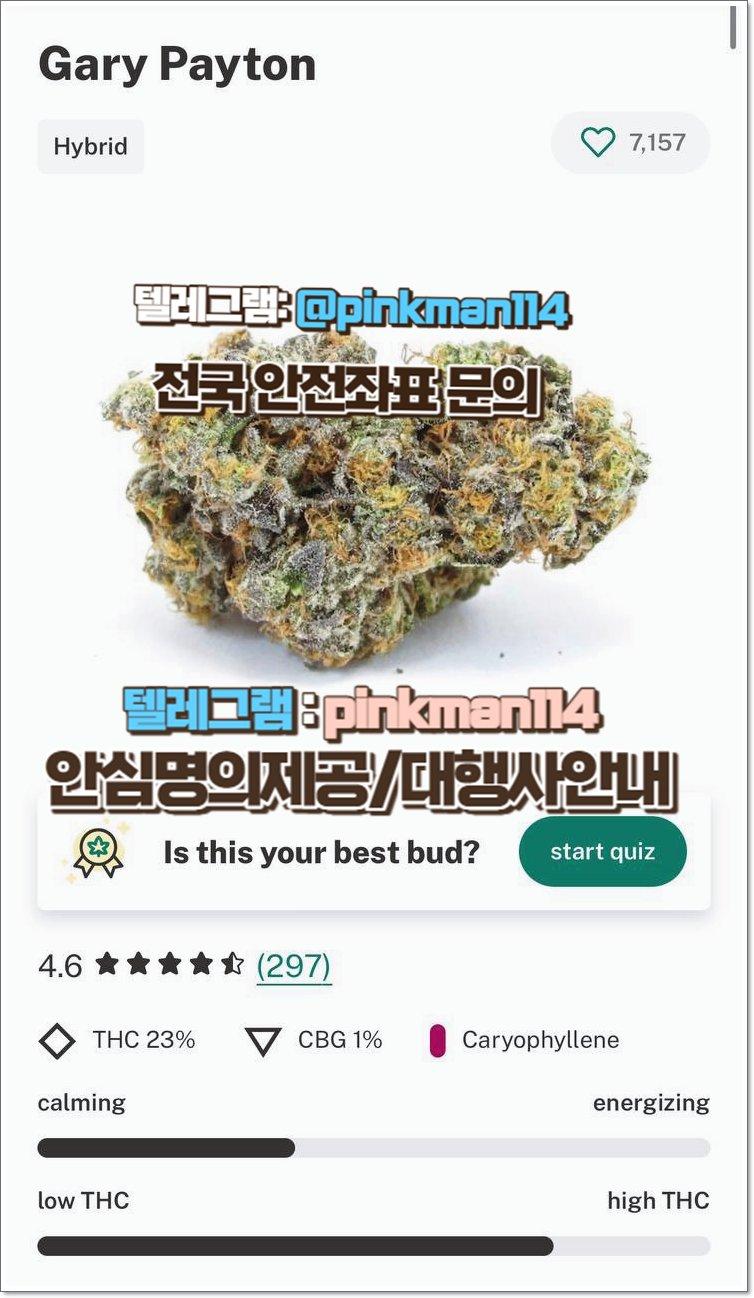 Gary Payton
Hybrid
7,157
텔레그램: @pinkman114
전국 안전좌표 문의
텔레그램 : pinkman114
안심명의제공/대행사안내
Is this your best bud?
start quiz
4.6 (297)
THC 23% CBG 1% Caryophyllene
calming energizing
low THC high THC